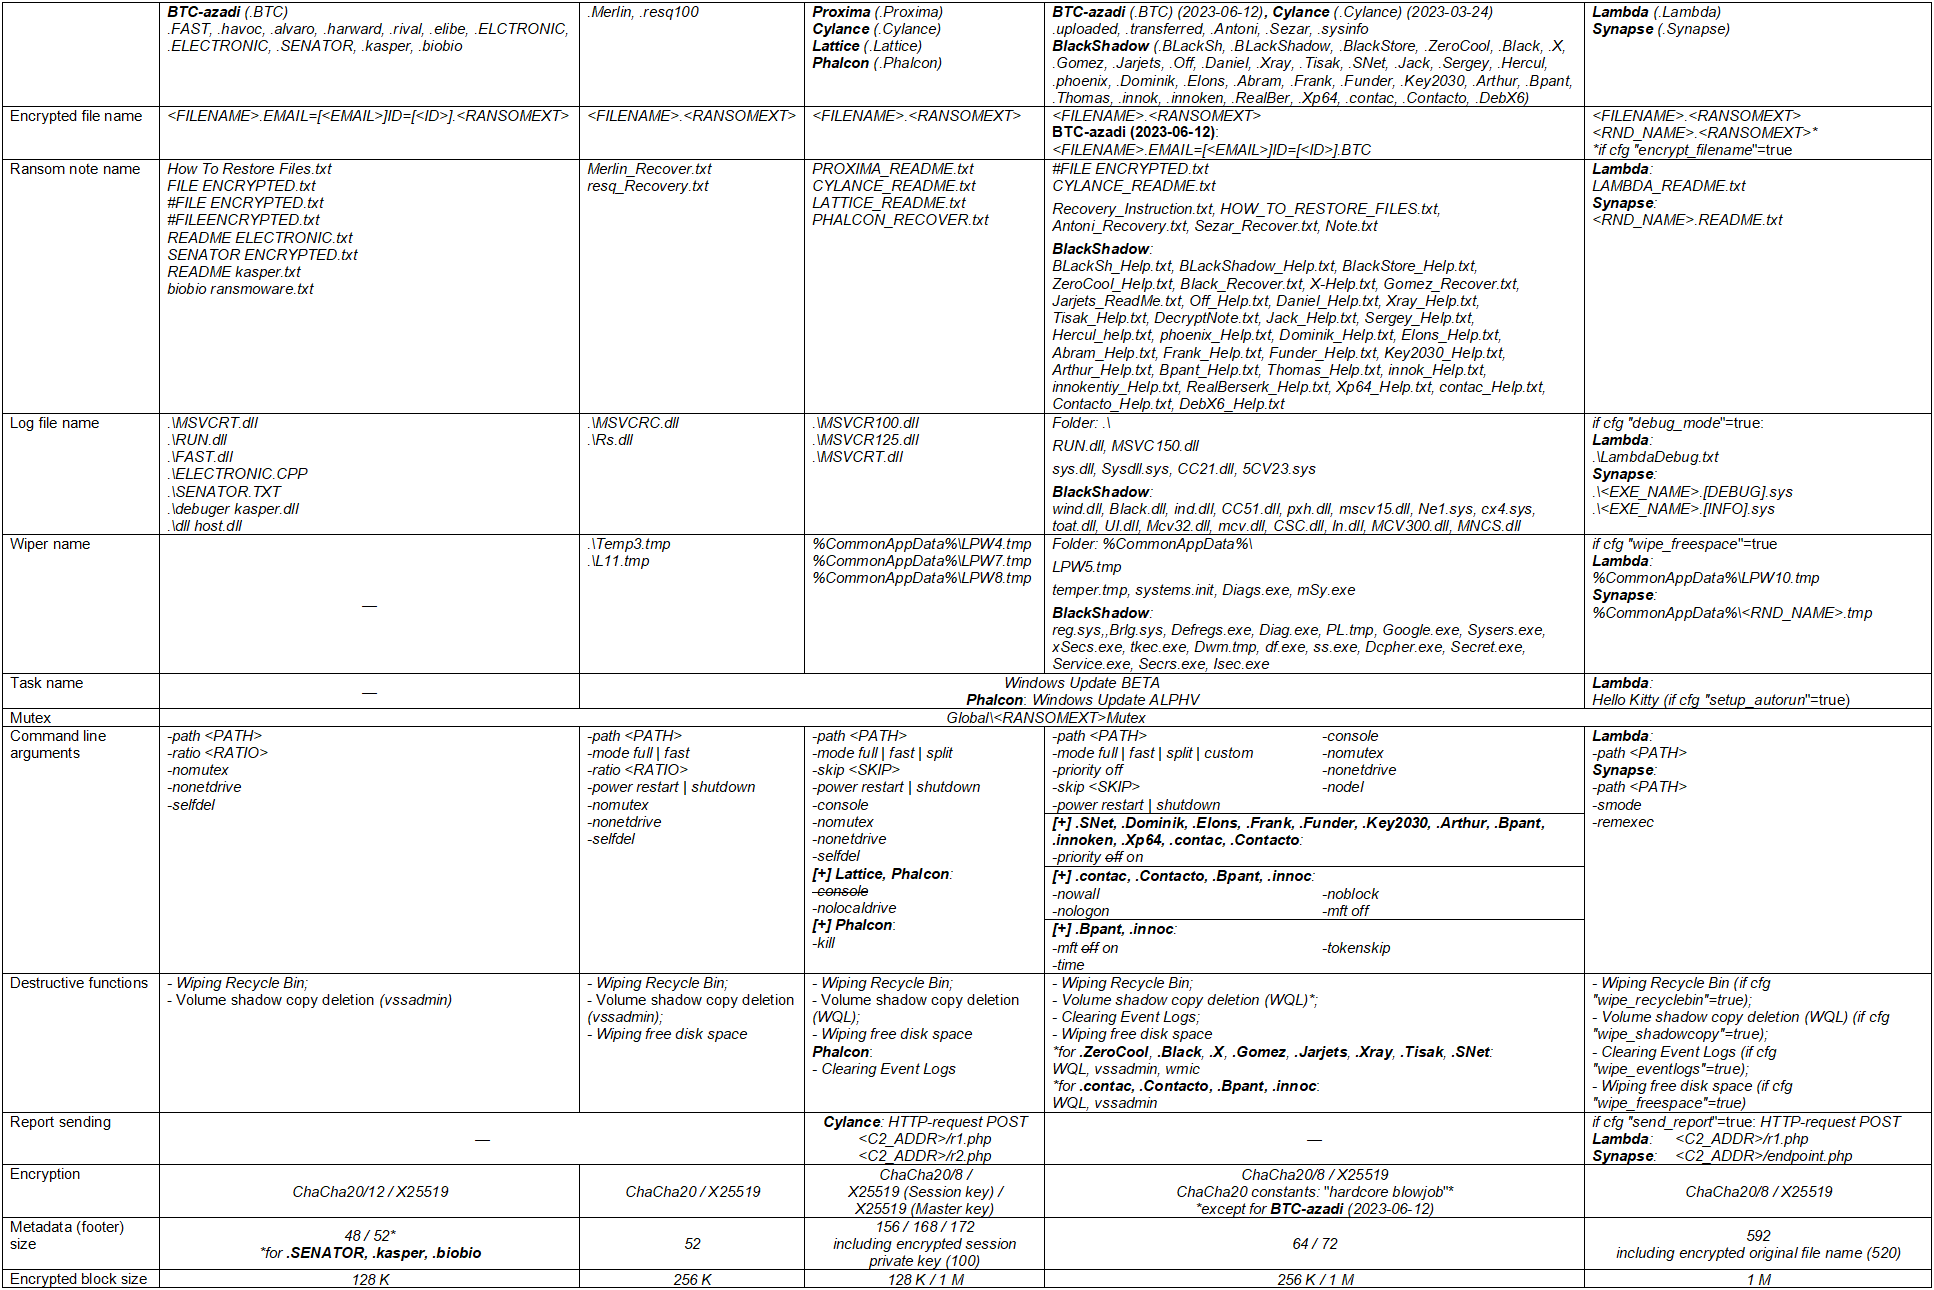 BTC-azadi (.BTC)
.FAST, .havoc, .alvaro, .harward, .rival, .elibe, .ELCTRONIC,
.ELECTRONIC, .SENATOR, .kasper, .biobio
.Merlin, .resq100
Proxima (.Proxima)
Cylance (.Cylance)
Lattice (.Lattice)
Phalcon (.Phalcon)
BTC-azadi (.BTC) (2023-06-12), Cylance (.Cylance) (2023-03-24)
.uploaded, .transferred, .Antoni, .Sezar, .sysinfo
BlackShadow (.BLackSh, .BLackShadow, .BlackStore, .ZeroCool, .Black, .X,
.Gomez, .Jarjets, .Off, .Daniel, .Xray, .Tisak, .SNet, .Jack, .Sergey, .Hercul,
.phoenix, .Dominik, .Elons, .Abram, .Frank, .Funder, .Key2030, .Arthur, .Bpant,
.Thomas, .innok, .innoken, .RealBer, .Xp64, .contac, .Contacto, .DebX6)
Lambda (.Lambda)
Synapse (.Synapse)
Encrypted file name
<FILENAME>.EMAIL=[<EMAIL>]ID=[<ID>].<RANSOMEXT>
<FILENAME>.<RANSOMEXT>
<FILENAME>.<RANSOMEXT>
<FILENAME>.<RANSOMEXT>
BTC-azadi (2023-06-12):
<FILENAME>.EMAIL=[<EMAIL>]ID=[<ID>].BTC
<FILENAME>.<RANSOMEXT>
<RND_NAME>.<RANSOMEXT>*
*if cfg "encrypt_filename"=true
Ransom note name
How To Restore Files.txt
FILE ENCRYPTED.txt
#FILE ENCRYPTED.txt
#FILEENCRYPTED.txt
README ELECTRONIC.txt
SENATOR ENCRYPTED.txt
README kasper.txt
biobio ransmoware.txt
Merlin_Recover.txt
resq_Recovery.txt
PROXIMA_README.txt
CYLANCE_README.txt
LATTICE_README.txt
PHALCON_RECOVER.txt
#FILE ENCRYPTED.txt
CYLANCE_README.txt
Recovery_Instruction.txt, HOW_TO_RESTORE_FILES.txt,
Antoni_Recovery.txt, Sezar_Recover.txt, Note.txt
BlackShadow:
BLackSh_Help.txt, BLackShadow_Help.txt, BlackStore_Help.txt,
ZeroCool_Help.txt, Black_Recover.txt, X-Help.txt, Gomez_Recover.txt,
Jarjets_ReadMe.txt, Off_Help.txt, Daniel_Help.txt, Xray_Help.txt,
Tisak_Help.txt, DecryptNote.txt, Jack_Help.txt, Sergey_Help.txt,
Hercul_help.txt, phoenix_Help.txt, Dominik_Help.txt, Elons_Help.txt,
Abram_Help.txt, Frank_Help.txt, Funder_Help.txt, Key2030_Help.txt,
Arthur_Help.txt, Bpant_Help.txt, Thomas_Help.txt, innok_Help.txt,
innokentiy_Help.txt, RealBerserk_Help.txt, Xp64_Help.txt, contac_Help.txt,
Contacto_Help.txt, DebX6_Help.txt
Lambda:
LAMBDA_README.txt
Synapse:
<RND_NAME>.README.txt
Log file name
.\MSVCRT.dll
.\RUN.dll
.\FAST.dll
.\ELECTRONIC.CPP
.\SENATOR.TXT
.\debuger kasper.dll
.\dll host.dll
.\MSVCRC.dll
.\Rs.dll
.\MSVCR100.dll
.\MSVCR125.dll
.\MSVCRT.dll
Folder: .\
RUN.dll, MSVC150.dll
sys.dll, Sysdll.sys, CC21.dll, 5CV23.sys
BlackShadow:
wind.dll, Black.dll, ind.dll, CC51.dll, pxh.dll, mscv15.dll, Ne1.sys, cx4.sys,
toat.dll, UI.dll, Mcv32.dll, mcv.dll, CSC.dll, In.dll, MCV300.dll, MNCS.dll
if cfg "debug_mode"=true:
Lambda:
.\LambdaDebug.txt
Synapse:
.\<EXE_NAME>.[DEBUG].sys
.\<EXE_NAME>.[INFO].sys
Wiper name
—
.\Temp3.tmp
.\L11.tmp
%CommonAppData%\LPW4.tmp
%CommonAppData%\LPW7.tmp
%CommonAppData%\LPW8.tmp
Folder: %CommonAppData%\
LPW5.tmp
temper.tmp, systems.init, Diags.exe, mSy.exe
BlackShadow:
reg.sys,,Brlg.sys, Defregs.exe, Diag.exe, PL.tmp, Google.exe, Sysers.exe,
xSecs.exe, tkec.exe, Dwm.tmp, df.exe, ss.exe, Dcpher.exe, Secret.exe,
Service.exe, Secrs.exe, Isec.exe
if cfg "wipe_freespace"=true
Lambda:
%CommonAppData%\LPW10.tmp
Synapse:
%CommonAppData%\<RND_NAME>.tmp
Task name
—
Windows Update BETA
Phalcon: Windows Update ALPHV
Lambda:
Hello Kitty (if cfg "setup_autorun"=true)
Mutex
Global\<RANSOMEXT>Mutex
Command line
arguments
-path <PATH>
-ratio <RATIO>
-nomutex
-nonetdrive
-selfdel
-path <PATH>
-mode full | fast
-ratio <RATIO>
-power restart | shutdown
-nomutex
-nonetdrive
-selfdel
-path <PATH>
-mode full | fast | split
-skip <SKIP>
-power restart | shutdown
-console
-nomutex
-nonetdrive
-selfdel
[+] Lattice, Phalcon:
-console
-nolocaldrive
[+] Phalcon:
-kill
-path <PATH>
-mode full | fast | split | custom
-priority off
-skip <SKIP>
-power restart | shutdown
-console
-nomutex
-nonetdrive
-nodel
[+] .SNet, .Dominik, .Elons, .Frank, .Funder, .Key2030, .Arthur, .Bpant,
.innoken, .Xp64, .contac, .Contacto:
-priority off on
[+] .contac, .Contacto, .Bpant, .innoc:
-nowall
-nologon
-noblock
-mft off
[+] .Bpant, .innoc:
-mft off on
-time
-tokenskip
Lambda:
-path <PATH>
Synapse:
-path <PATH>
-smode
-remexec
Destructive functions
- Wiping Recycle Bin;
- Volume shadow copy deletion (vssadmin)
- Wiping Recycle Bin;
- Volume shadow copy deletion
(vssadmin);
- Wiping free disk space
- Wiping Recycle Bin;
- Volume shadow copy deletion
(WQL);
- Wiping free disk space
Phalcon:
- Clearing Event Logs
- Wiping Recycle Bin;
- Volume shadow copy deletion (WQL)*;
- Clearing Event Logs;
- Wiping free disk space
*for .ZeroCool, .Black, .X, .Gomez, .Jarjets, .Xray, .Tisak, .SNet:
WQL, vssadmin, wmic
*for .contac, .Contacto, .Bpant, .innoc:
WQL, vssadmin
- Wiping Recycle Bin (if cfg
"wipe_recyclebin"=true);
- Volume shadow copy deletion (WQL) (if cfg
"wipe_shadowcopy"=true);
- Clearing Event Logs (if cfg
"wipe_eventlogs"=true);
- Wiping free disk space (if cfg
"wipe_freespace"=true)
Report sending
—
Cylance: HTTP-request POST
<C2_ADDR>/r1.php
<C2_ADDR>/r2.php
—
if cfg "send_report"=true: HTTP-request POST
Lambda: <C2_ADDR>/r1.php
Synapse: <C2_ADDR>/endpoint.php
Encryption
ChaCha20/12 / X25519
ChaCha20 / X25519
ChaCha20/8 /
X25519 (Session key) /
X25519 (Master key)
ChaCha20/8 / X25519
ChaCha20 constants: "hardcore blowjob"*
*except for BTC-azadi (2023-06-12)
ChaCha20/8 / X25519
Metadata (footer)
size
48 / 52*
*for .SENATOR, .kasper, .biobio
52
156 / 168 / 172
including encrypted session
private key (100)
64 / 72
592
including encrypted original file name (520)
Encrypted block size
128 K
256 K
128 K / 1 M
256 K / 1 M
1 M